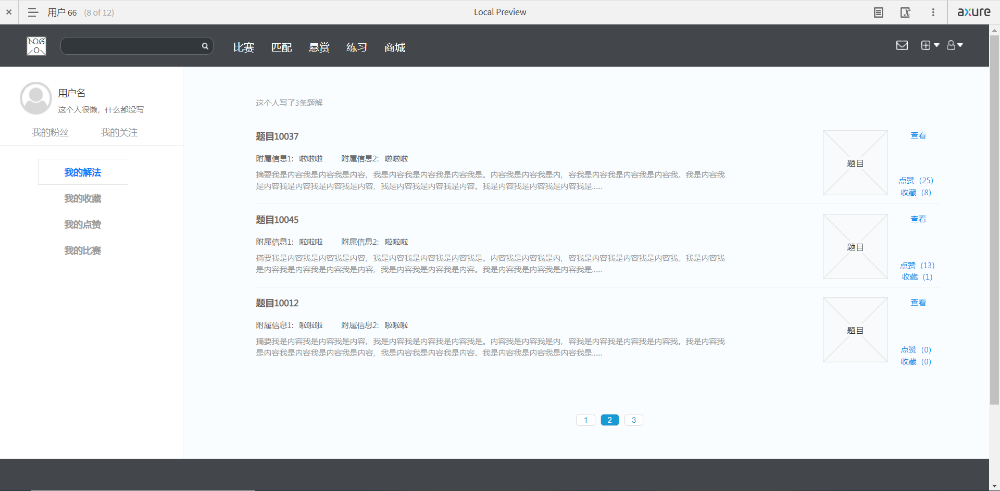 用户 66 (8 of 12)
Local Preview
axure
LOG
O
比赛 匹配 悬赏 练习 商城
用户名
这个人很懒，什么都没写
我的粉丝 我的关注
我的解法
我的收藏
我的点赞
我的比赛
这个人写了3条题解
题目10037
附属信息1：啦啦啦 附属信息2：啦啦啦
摘要我是内容我是内容我是内容，我是内容我是内容我是内容我是。内容我是内容我是内，容我是内容我是内容我是内容我。我是内容我
是内容我是内容我是内容我是内容，我是内容我是内容我是内容。我是内容我是内容我是内容我是......
题目
查看
点赞（25）
收藏（8）
题目10045
附属信息1：啦啦啦 附属信息2：啦啦啦
摘要我是内容我是内容我是内容，我是内容我是内容我是内容我是。内容我是内容我是内，容我是内容我是内容我是内容我。我是内容我
是内容我是内容我是内容我是内容，我是内容我是内容我是内容。我是内容我是内容我是内容我是......
题目
查看
点赞（13）
收藏（1）
题目10012
附属信息1：啦啦啦 附属信息2：啦啦啦
摘要我是内容我是内容我是内容，我是内容我是内容我是内容我是。内容我是内容我是内，容我是内容我是内容我是内容我。我是内容我
是内容我是内容我是内容我是内容，我是内容我是内容我是内容。我是内容我是内容我是内容我是......
题目
查看
点赞（0）
收藏（0）
1 2 3